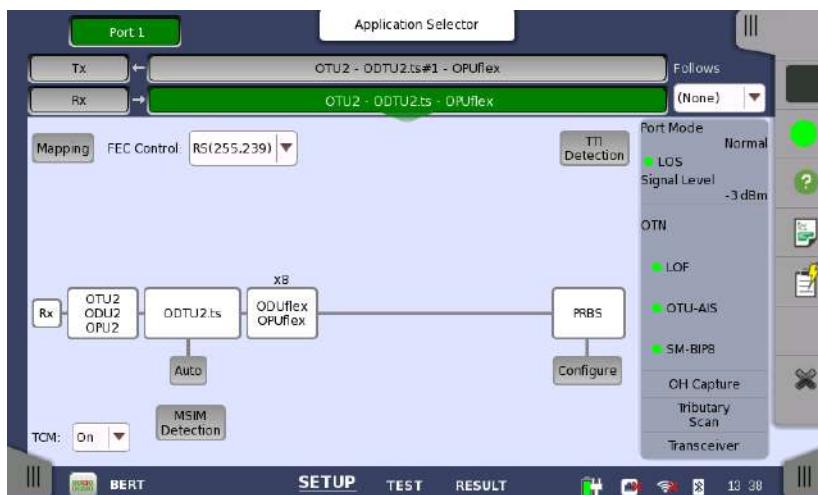 Port 1
Application Selector
Tx
OTU2 - ODTU2.ts#1 - OPUflex
Follows
Rx
OTU2 - ODTU2.ts - OPUflex
(None)
Mapping
FEC Control:
RS(255,239)
TTI
Detection
Port Mode
Normal
LOS
Signal Level
-3 dBm
OTN
LOF
OTU-AIS
SM-BIP8
x8
Rx
OTU2
ODU2
OPU2
ODTU2.ts
ODUflex
OPUflex
PRBS
Auto
Configure
MSIM
Detection
TCM:
On
OH Capture
Tributary
Scan
Transceiver
BERT
SETUP
TEST
RESULT
13 38